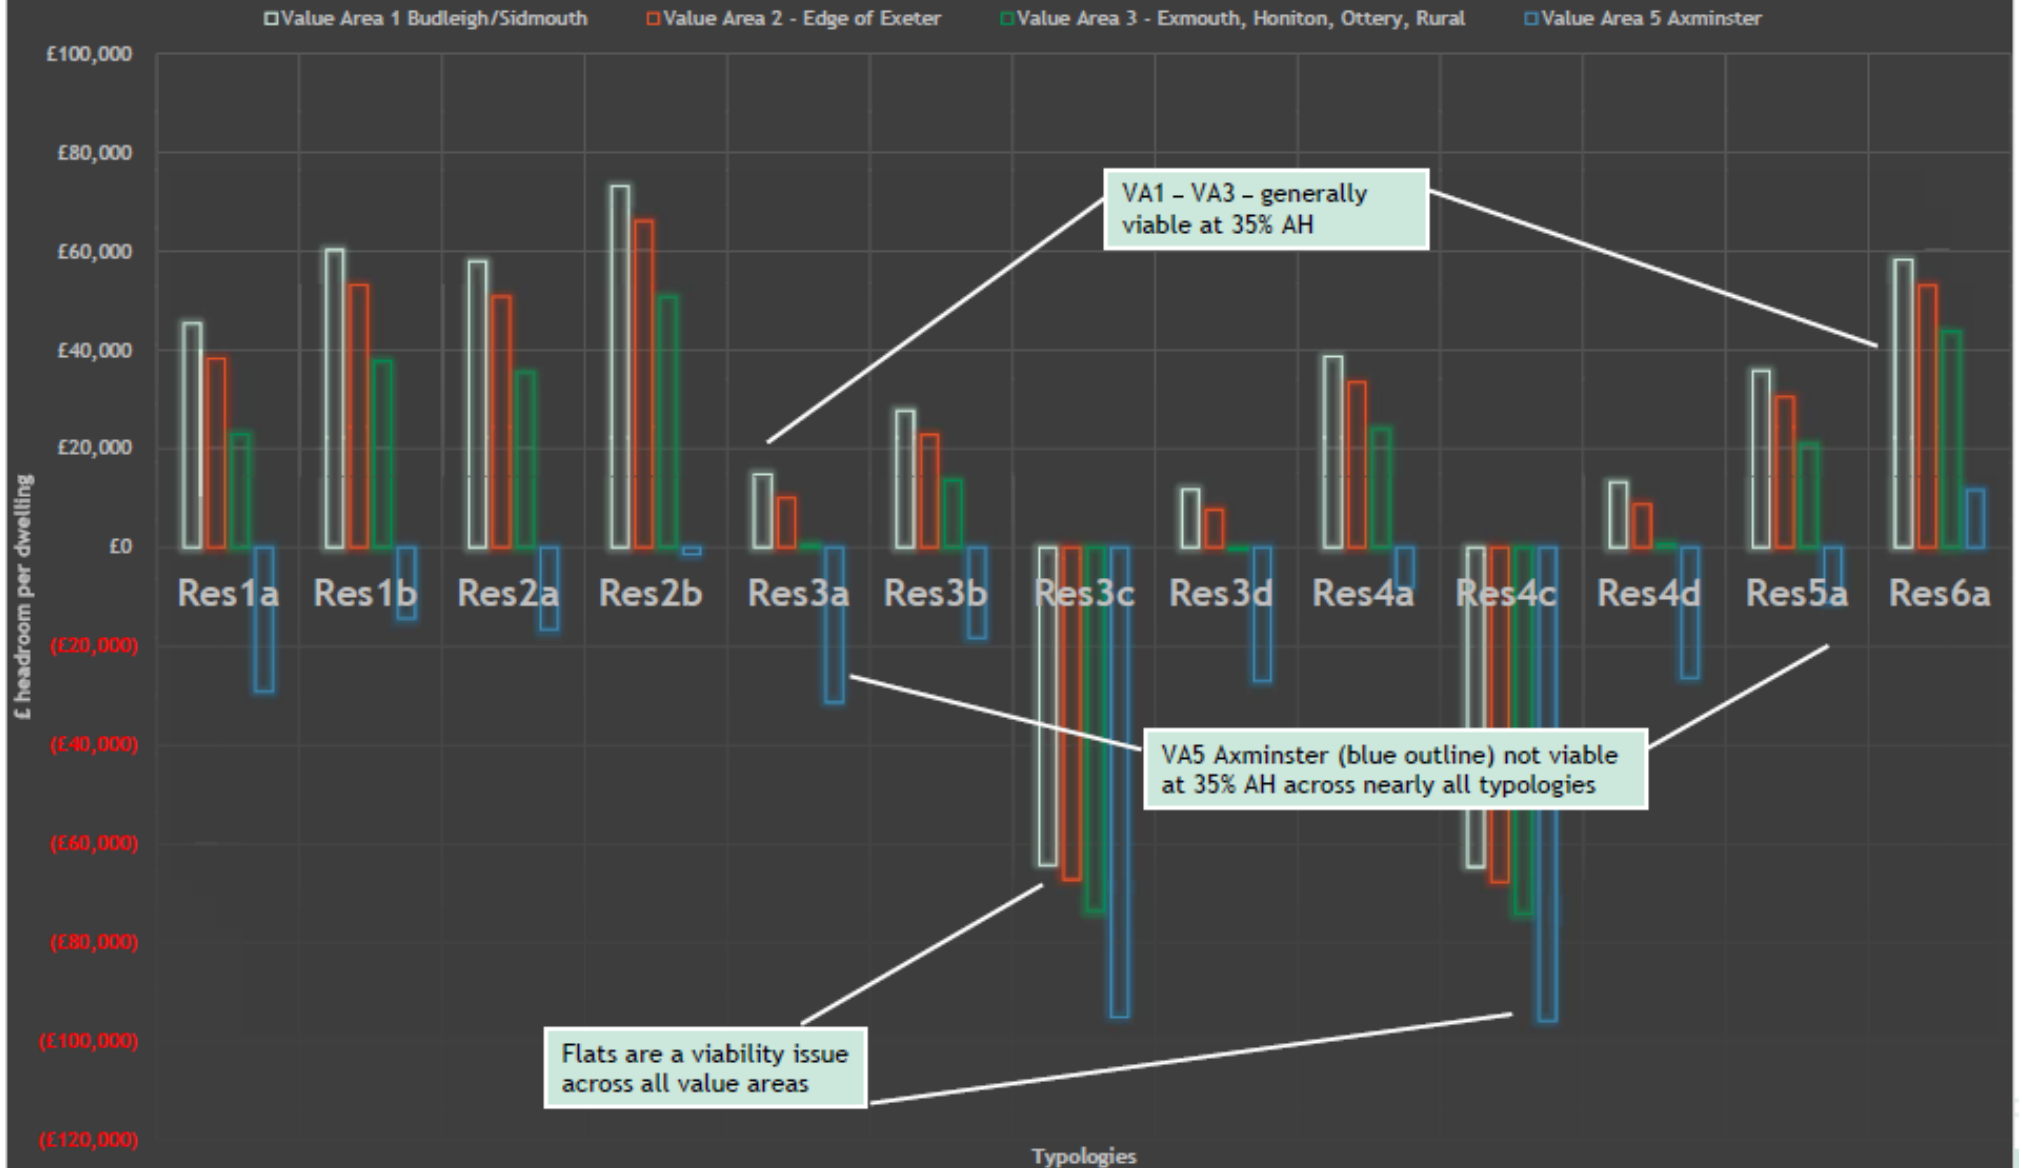 Value Area 1 Budleigh/Sidmouth
Value Area 2 - Edge of Exeter
Value Area 3 - Exmouth, Honiton, Ottery, Rural
Value Area 5 Axminster
£ headroom per dwelling
£100,000
£80,000
£60,000
£40,000
£20,000
£0
(£20,000)
(£40,000)
(£60,000)
(£80,000)
(£100,000)
(£120,000)
VA1 – VA3 – generally
viable at 35% AH
Res1a
Res1b
Res2a
Res2b
Res3a
Res3b
Res3c
Res3d
Res4a
Res4c
Res4d
Res5a
Res6a
VA5 Axminster (blue outline) not viable
at 35% AH across nearly all typologies
Flats are a viability issue
across all value areas
Typologies